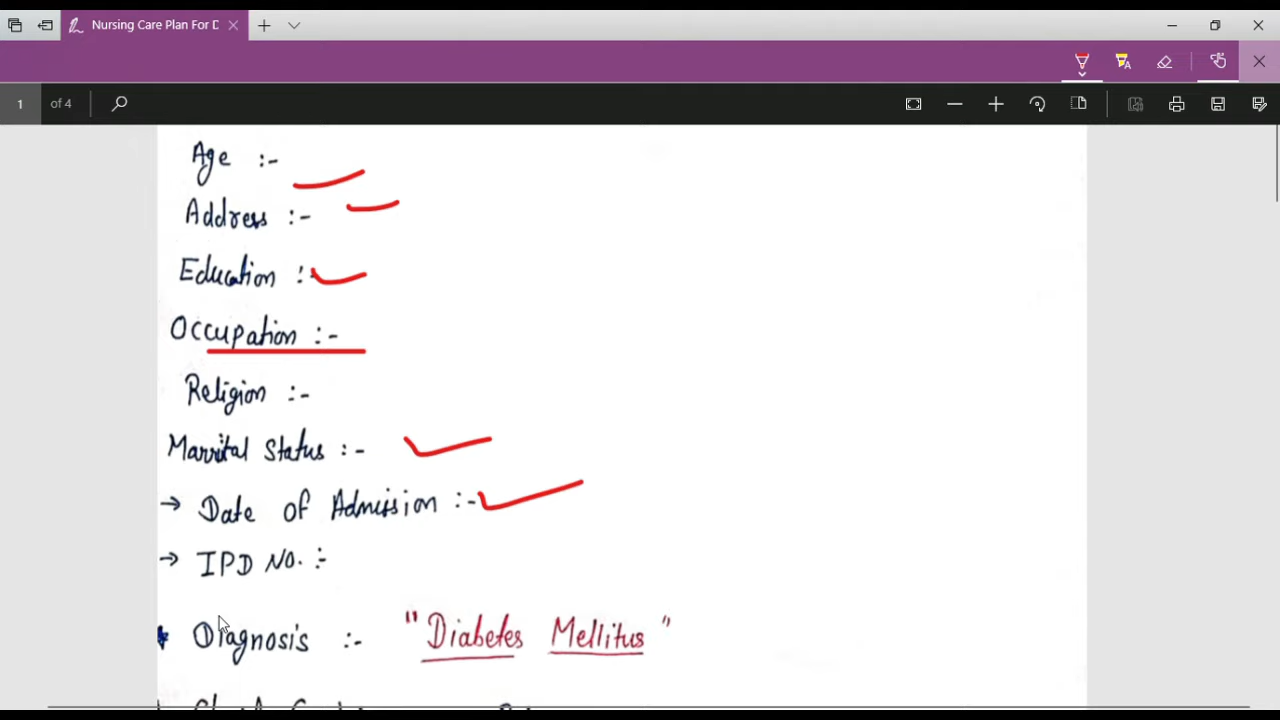 Nursing Care Plan For D
1 of 4
Age :-
Address :-
Education :-
Occupation :-
Religion :-
Marrital Status :-
→ Date of Admission :-
→ IPD No. :-
Diagnosis :- "Diabetes Mellitus"